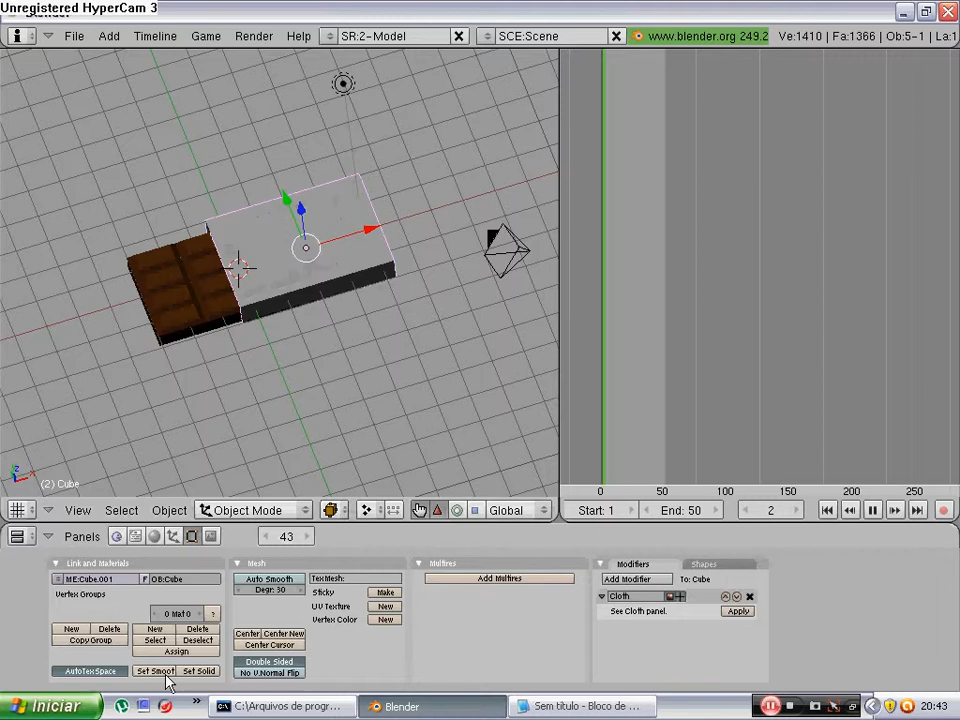 Unregistered HyperCam 3
File Add Timeline Game Render Help SR:2-Model SCE:Scene www.blender.org 249.2 Ve:1410 | Fa:1366 | Ob:5-1 | La:1
(2) Cube
View Select Object Object Mode Global
0 50 100 150 200 250
Start: 1 End: 50 2
Panels 43
Link and Materials
ME:Cube.001 F OB:Cube
Vertex Groups
0 Mat 0 ?
New Delete New Delete
Copy Group Select Deselect
Assign
AutoTexSpace Set Smoot Set Solid
Mesh
Auto Smooth
Degr: 30
Center Center New
Center Cursor
Double Sided
No V.Normal Flip
TexMesh:
Sticky Make
UV Texture New
Vertex Color New
Multires
Add Multires
Modifiers Shapes
Add Modifier To: Cube
Cloth
See Cloth panel. Apply
Iniciar » C:\Arquivos de progr... Blender Sem título - Bloco de ... 20:43